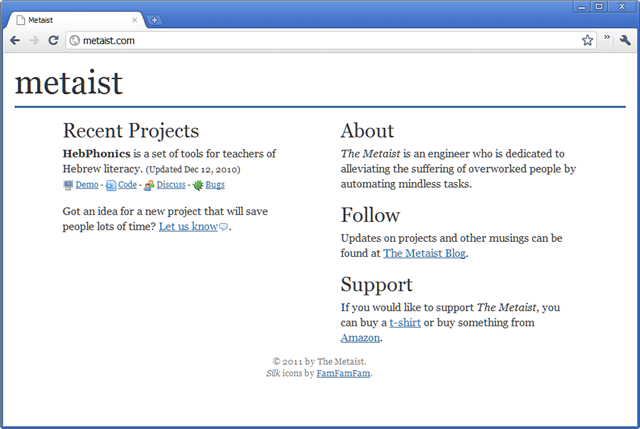 Metaist
metaist.com
metaist
Recent Projects
HebPhonics is a set of tools for teachers of
Hebrew literacy. (Updated Dec 12, 2010)
Demo - Code - Discuss - Bugs
Got an idea for a new project that will save
people lots of time? Let us know.
About
The Metaist is an engineer who is dedicated to
alleviating the suffering of overworked people by
automating mindless tasks.
Follow
Updates on projects and other musings can be
found at The Metaist Blog.
Support
If you would like to support The Metaist, you
can buy a t-shirt or buy something from
Amazon.
© 2011 by The Metaist.
Silk icons by FamFamFam.